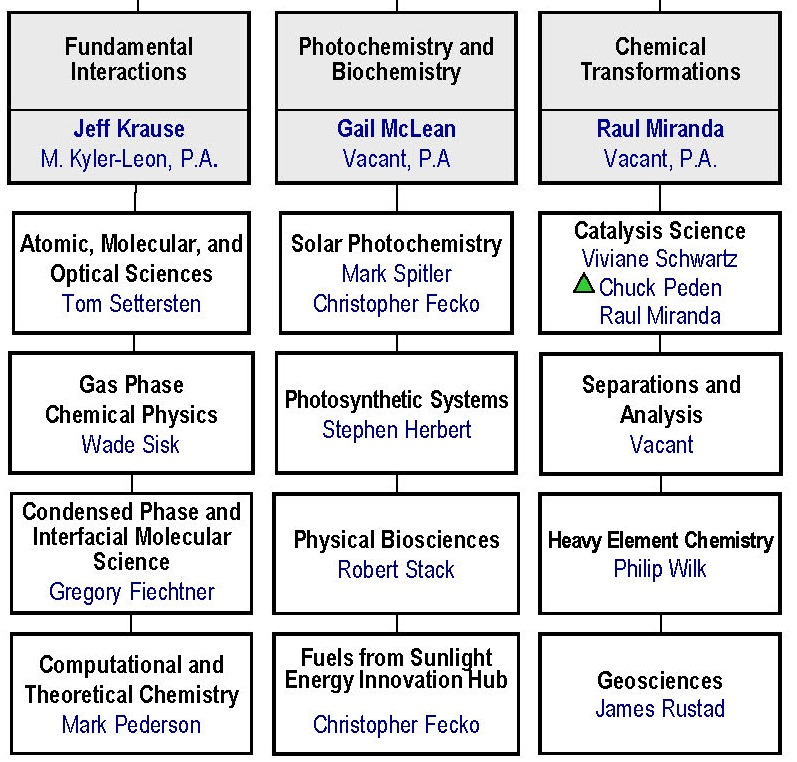 Fundamental
Interactions
Jeff Krause
M. Kyler-Leon, P.A.
Atomic, Molecular, and
Optical Sciences
Tom Settersten
Gas Phase
Chemical Physics
Wade Sisk
Condensed Phase and
Interfacial Molecular
Science
Gregory Fiechtner
Computational and
Theoretical Chemistry
Mark Pederson
Photochemistry and
Biochemistry
Gail McLean
Vacant, P.A
Solar Photochemistry
Mark Spitler
Christopher Fecko
Photosynthetic Systems
Stephen Herbert
Physical Biosciences
Robert Stack
Fuels from Sunlight
Energy Innovation Hub
Christopher Fecko
Chemical
Transformations
Raul Miranda
Vacant, P.A.
Catalysis Science
Viviane Schwartz
Chuck Peden
Raul Miranda
Separations and
Analysis
Vacant
Heavy Element Chemistry
Philip Wilk
Geosciences
James Rustad